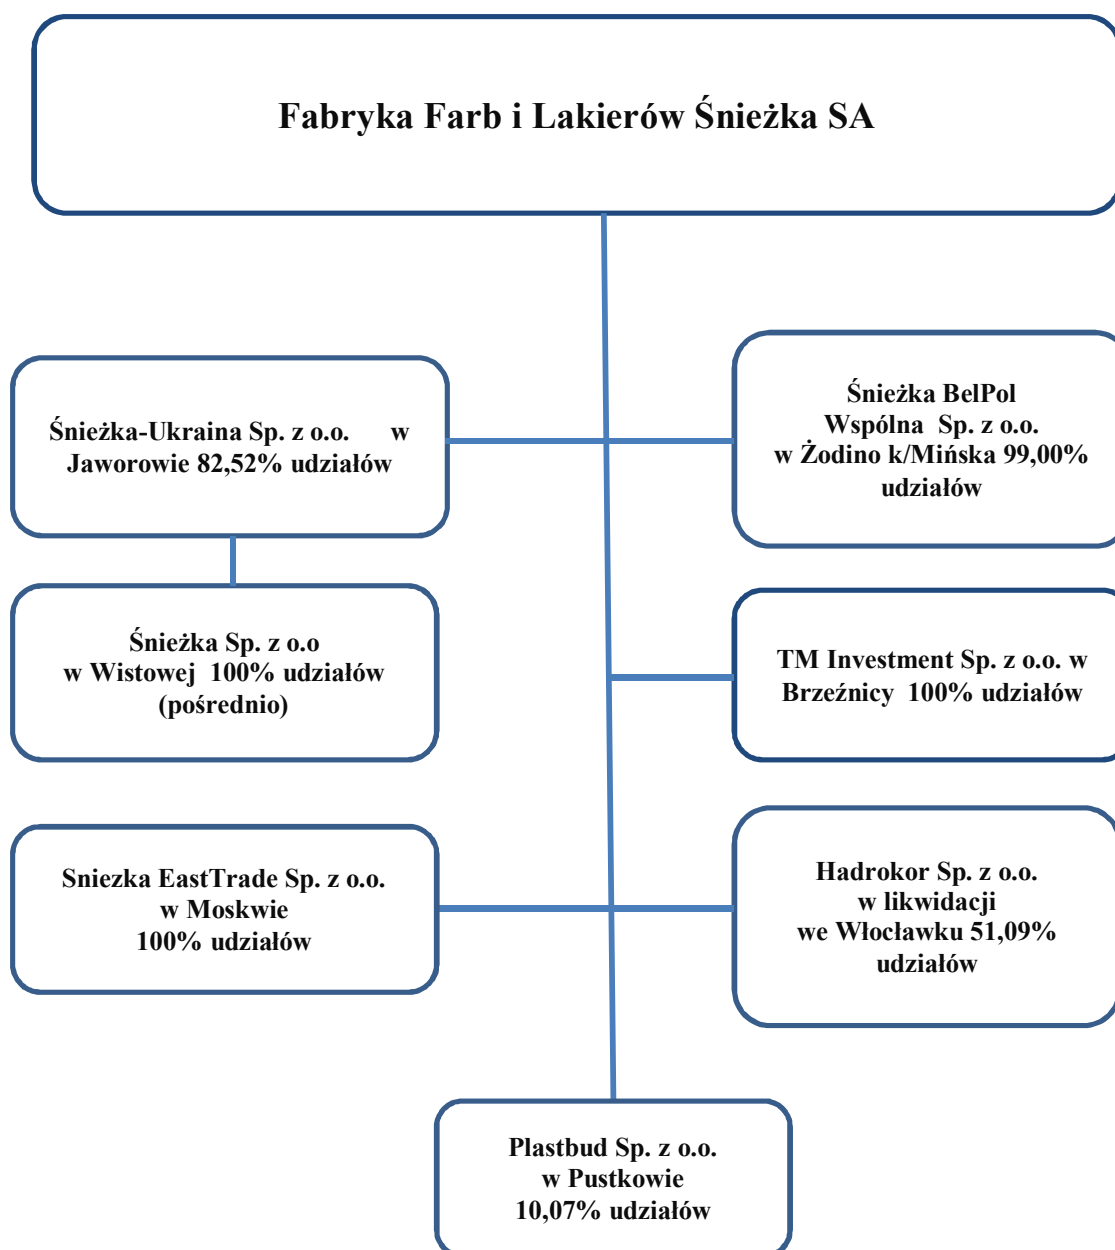 Fabryka Farb i Lakierów Śnieżka SA
Śnieżka-Ukraina Sp. z o.o. w
Jaworowie 82,52% udziałów
Śnieżka BelPol
Wspólna Sp. z o.o.
w Żodino k/Mińska 99,00%
udziałów
Śnieżka Sp. z o.o
w Wistowej 100% udziałów
(pośrednio)
TM Investment Sp. z o.o. w
Brzeźnicy 100% udziałów
Sniezka EastTrade Sp. z o.o.
w Moskwie
100% udziałów
Hadrokor Sp. z o.o.
w likwidacji
we Włocławku 51,09%
udziałów
Plastbud Sp. z o.o.
w Pustkowie
10,07% udziałów